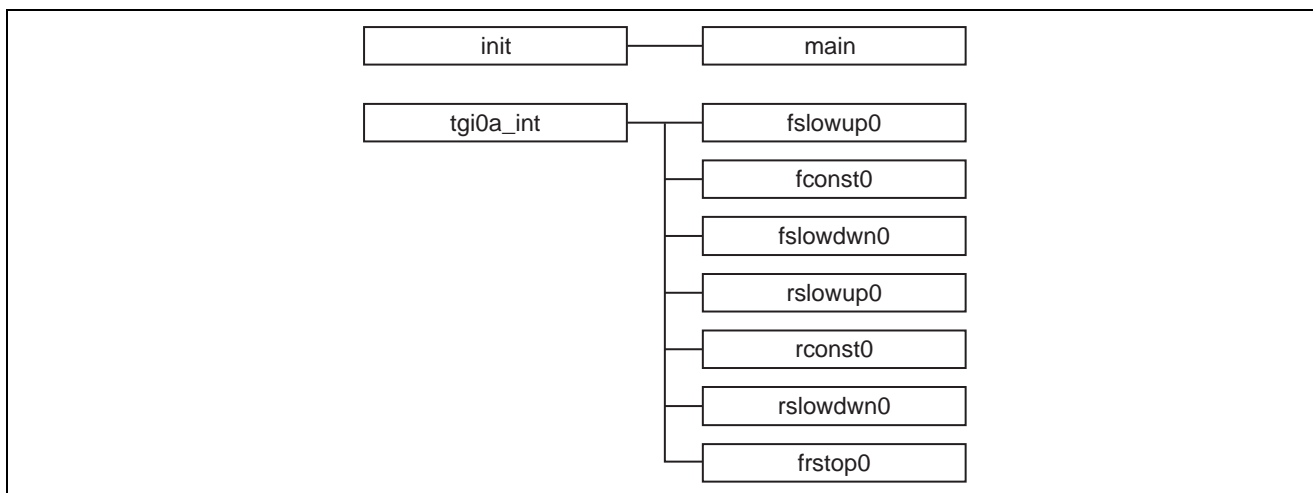 init main
tgi0a_int fslowup0
fconst0
fslowdwn0
rslowup0
rconst0
rslowdwn0
frstop0